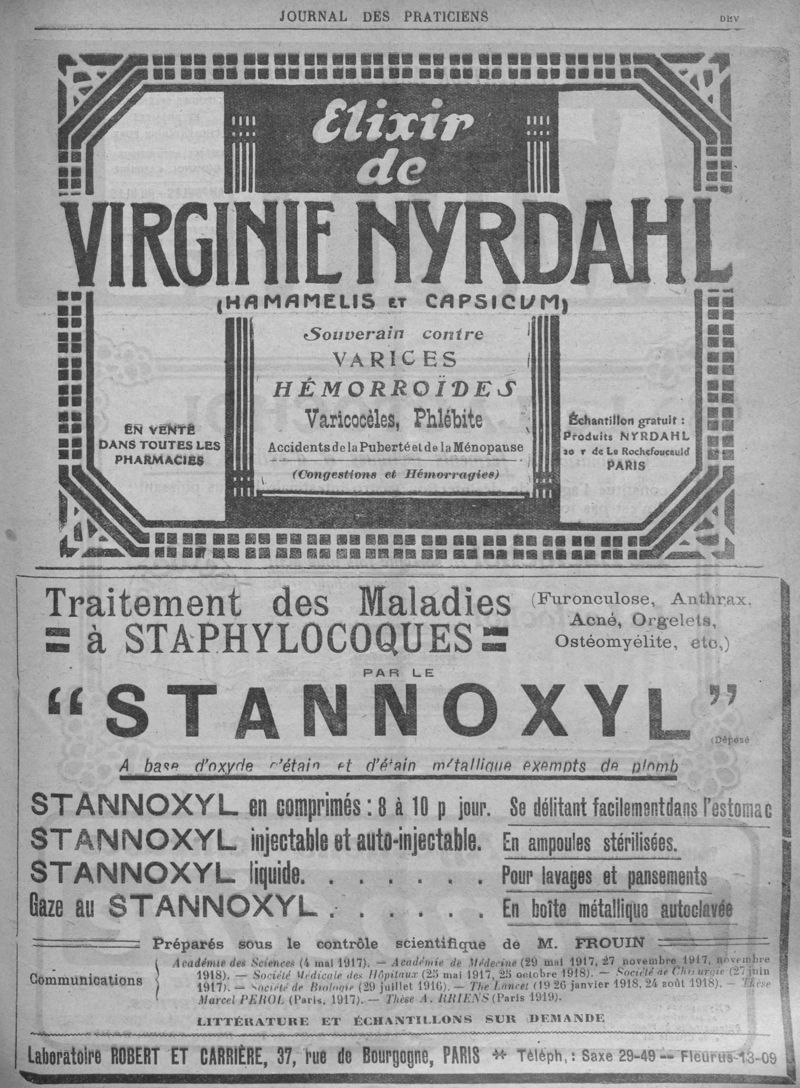 JOURNAL DES PRATICIENS
Elixir
de
VIRGINIE NYRDAHL
(HAMAMELIS ET CAPSICUM)
Souverain contre
VARICES
HÉMORROÏDES
Varicocèles, Phlébite
Accidents de la Puberté et de la Ménopause
(Congestions et Hémorragies)
EN VENTE
DANS TOUTES LES
PHARMACIES
Échantillon gratuit :
Produits NYRDAHL
20 r de La Rochefoucauld
PARIS
Traitement des Maladies
à STAPHYLOCOQUES
(Furonculose, Anthrax,
Acné, Orgelets,
Ostéomyélite, etc,)
PAR LE
“STANNOXYL”
(Déposé
A base d'oxyde d'étain et d'étain métallique exempts de plomb
STANNOXYL en comprimés : 8 à 10 p jour. Se délitant facilementdans l'estomac
STANNOXYL injectable et auto-injectable. En ampoules stérilisées.
STANNOXYL liquide. . . . . . . Pour lavages et pansements
Gaze au STANNOXYL . . . . . . En boîte métallique autoclavée
Préparés sous le contrôle scientifique de M. FROUIN
Communications
Académie des Sciences (4 mai 1917). — Académie de Médecine (29 mai 1917, 27 novembre 1917, novembre
1918). — Société Médicale des Hôpitaux (25 mai 1917, 25 octobre 1918). — Société de Chirurgie (27 juin
1917). — Société de Biologie (29 juillet 1916). — The Lancet (19 26 janvier 1918, 24 août 1918). — Thèse
Marcel PÉROL (Paris, 1917). — Thèse A. BRIENS (Paris 1919).
LITTÉRATURE ET ÉCHANTILLONS SUR DEMANDE
Laboratoire ROBERT ET CARRIÈRE, 37, rue de Bourgogne, PARIS ** Téléph, : Saxe 29-49 -- Fleurus 13-09